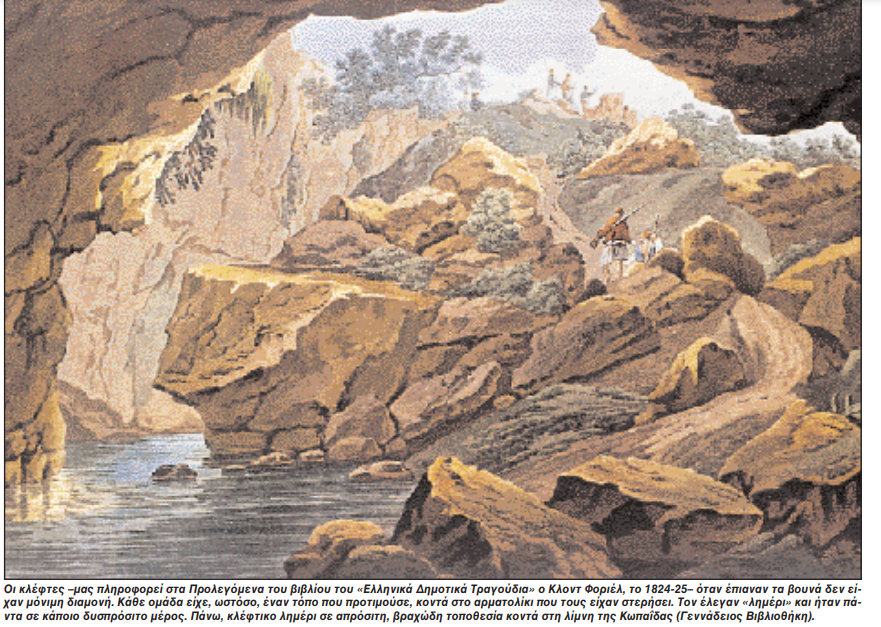 Οι κλέφτες –μας πληροφορεί στα Προλεγόμενα του βιβλίου του «Ελληνικά Δημοτικά Τραγούδια» ο Κλοντ Φοριέλ, το 1824-25– όταν έπιαναν τα βουνά δεν εί-
χαν μόνιμη διαμονή. Κάθε ομάδα είχε, ωστόσο, έναν τόπο που προτιμούσε, κοντά στο αρματολίκι που τους είχαν στερήσει. Τον έλεγαν «λημέρι» και ήταν πά-
ντα σε κάποιο δυσπρόσιτο μέρος. Πάνω, κλέφτικο λημέρι σε απρόσιτη, βραχώδη τοποθεσία κοντά στη λίμνη της Κωπαΐδας (Γεννάδειος Βιβλιοθήκη).